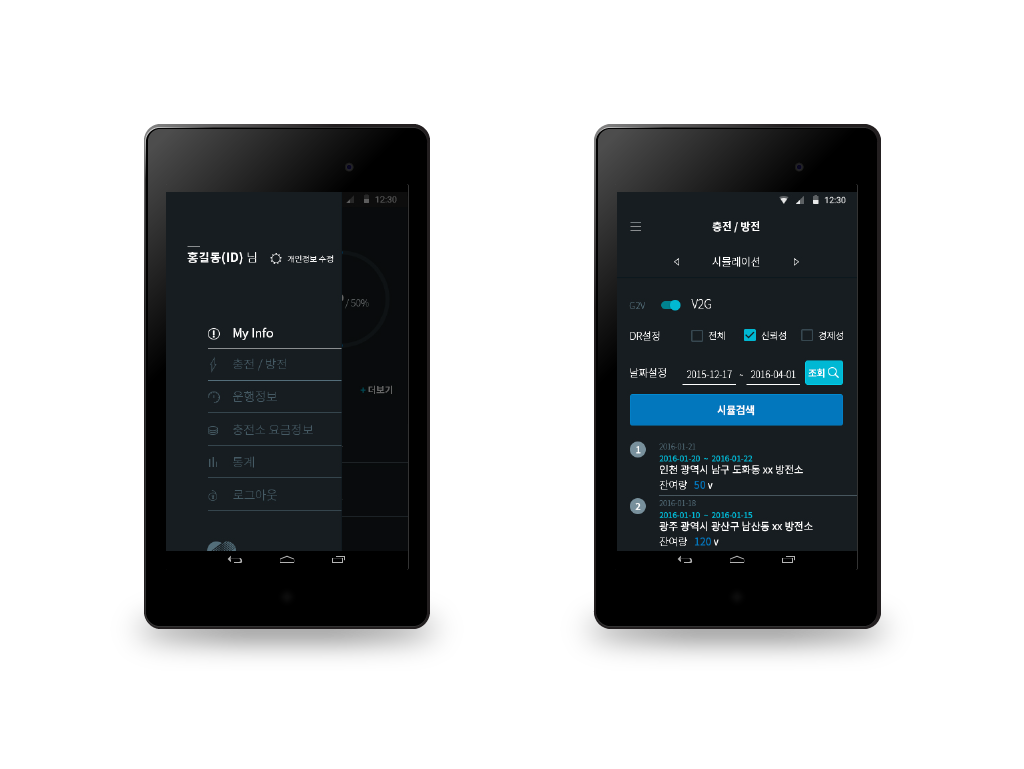 12:30
홍길동(ID) 님 개인정보 수정
/ 50%
My Info
충전 / 방전
+ 더보기
운행정보
충전소 요금정보
통계
로그아웃
12:30
충전 / 방전
시뮬레이션
G2V V2G
DR설정 전체 신뢰성 경제성
날짜설정 2015-12-17 ~ 2016-04-01 조회
시뮬검색
1 2016-01-21
2016-01-20 ~ 2016-01-22
인천 광역시 남구 도화동 xx 방전소
잔여량 50 v
2 2016-01-18
2016-01-10 ~ 2016-01-15
광주 광역시 광산구 남산동 xx 방전소
잔여량 120 v